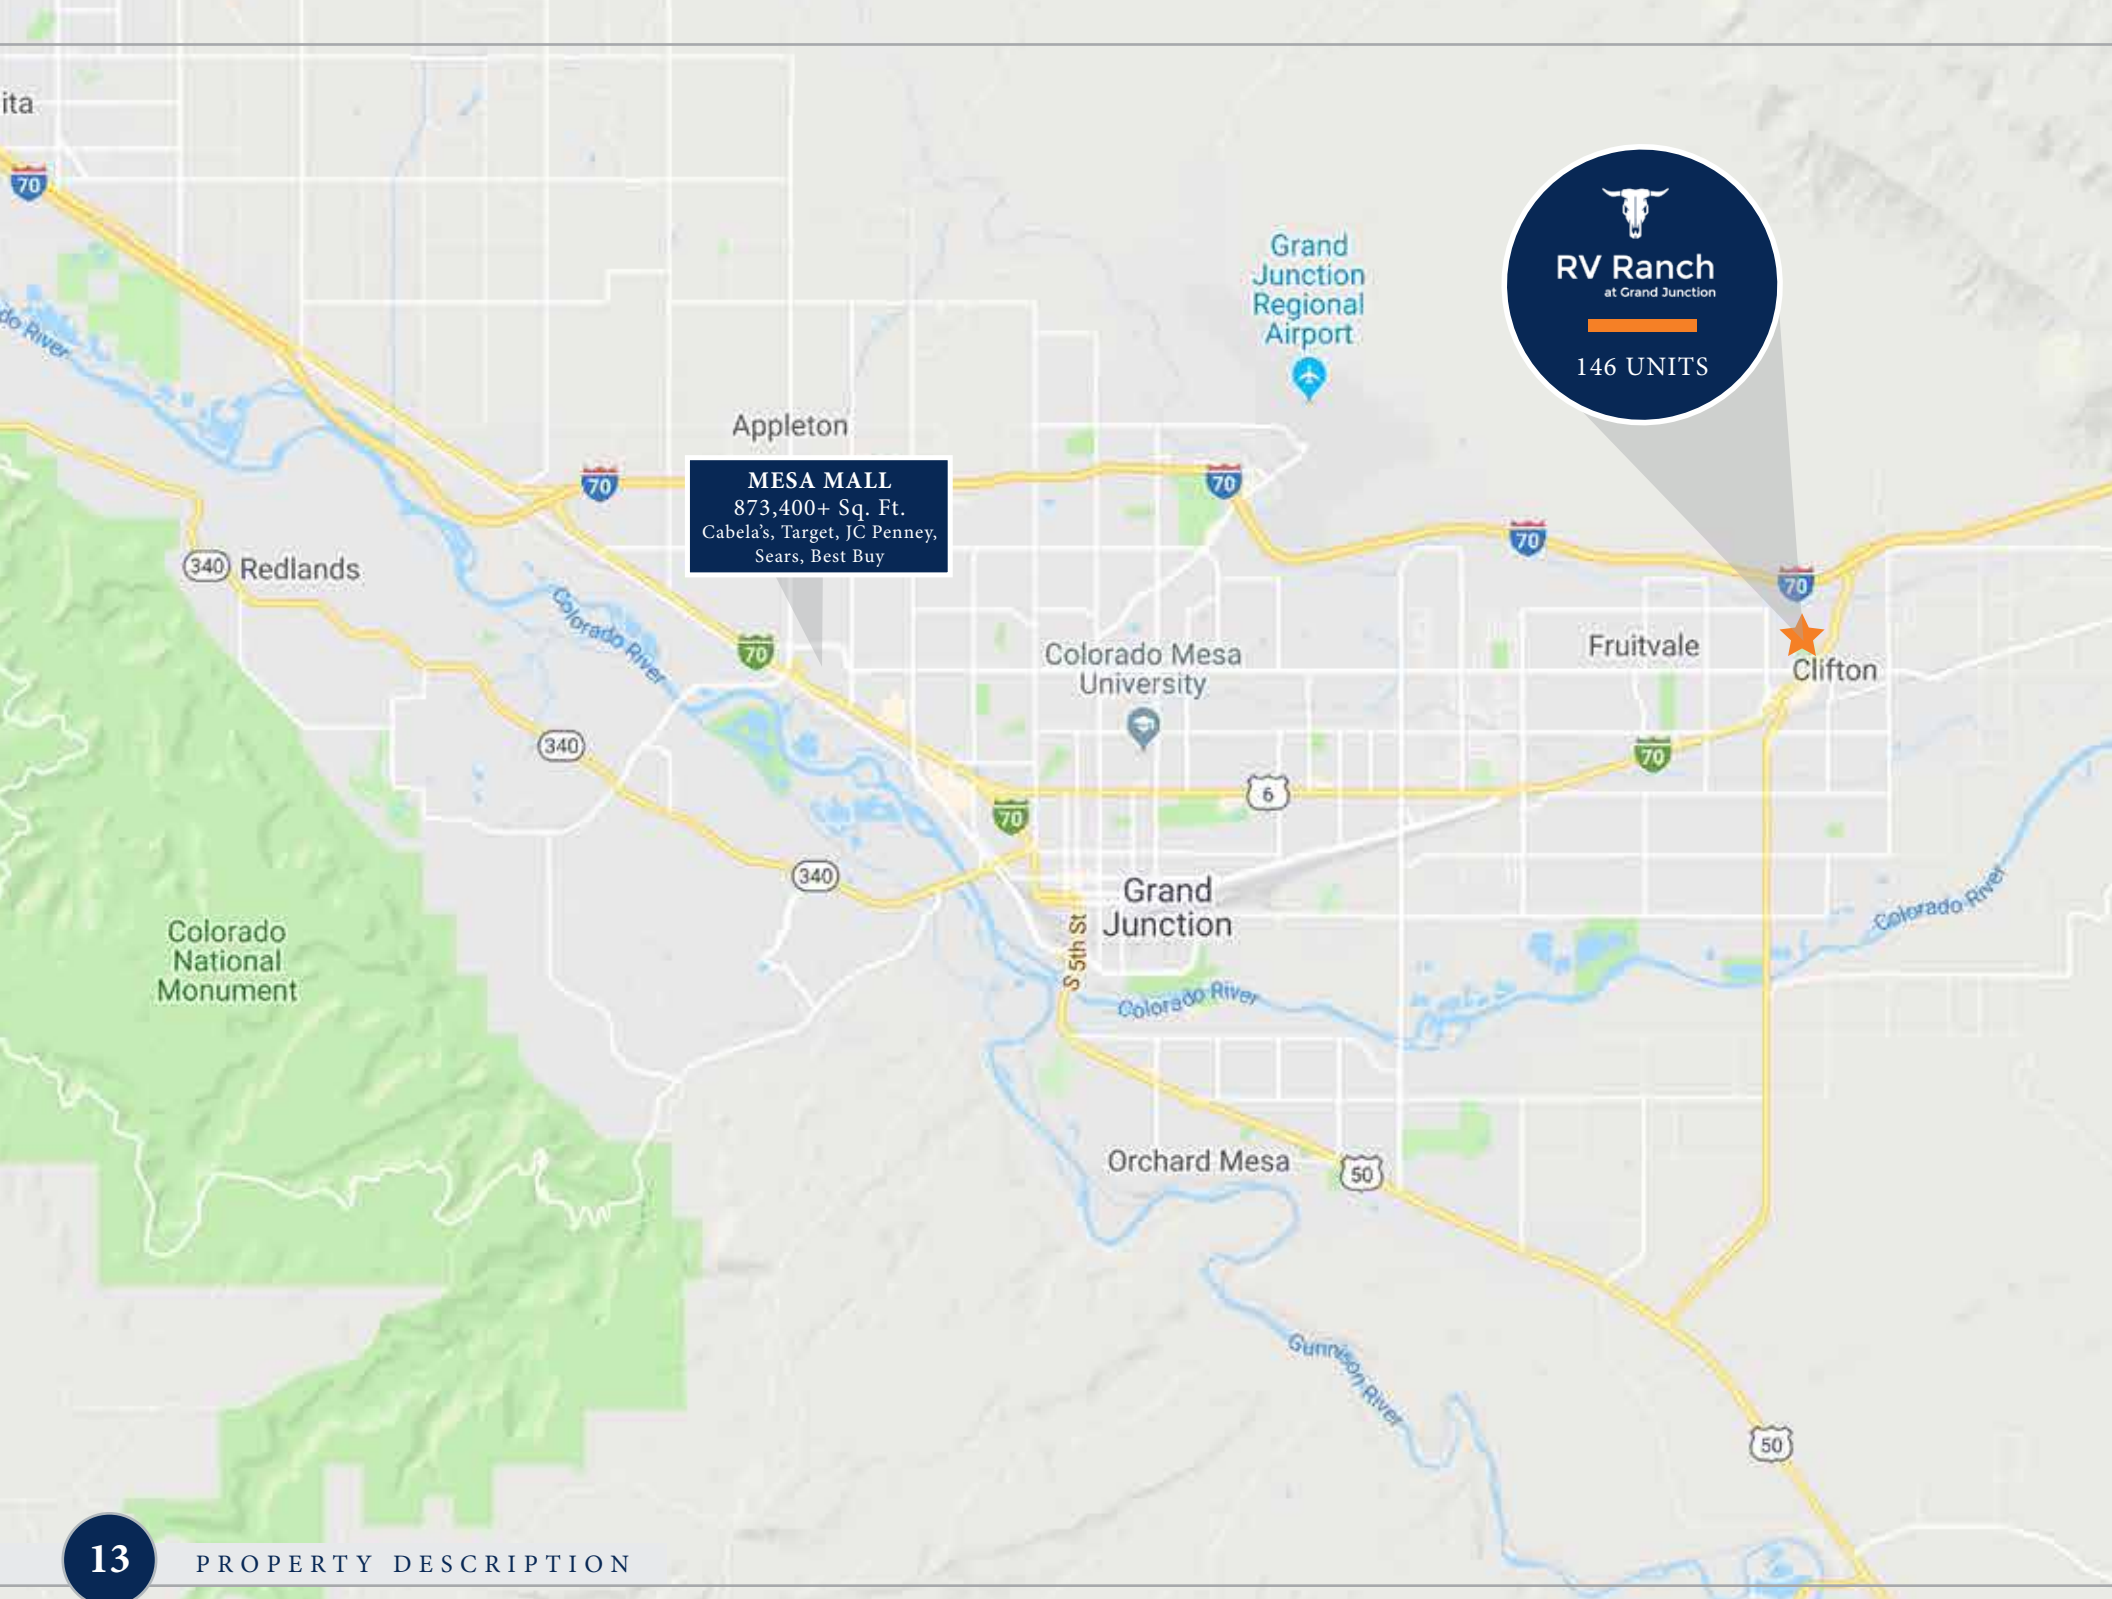 ita
70
do River
Grand
Junction
Regional
Airport
RV Ranch
at Grand Junction
146 UNITS
Appleton
MESA MALL
873,400+ Sq. Ft.
Cabela's, Target, JC Penney,
Sears, Best Buy
70
70
70
70
340
Redlands
Colorado River
70
Colorado Mesa
University
Fruitvale
Clifton
340
70
6
70
340
Grand
Junction
S 5th St
Colorado River
Colorado River
Colorado
National
Monument
Orchard Mesa
50
Gunnison River
50
13
PROPERTY DESCRIPTION